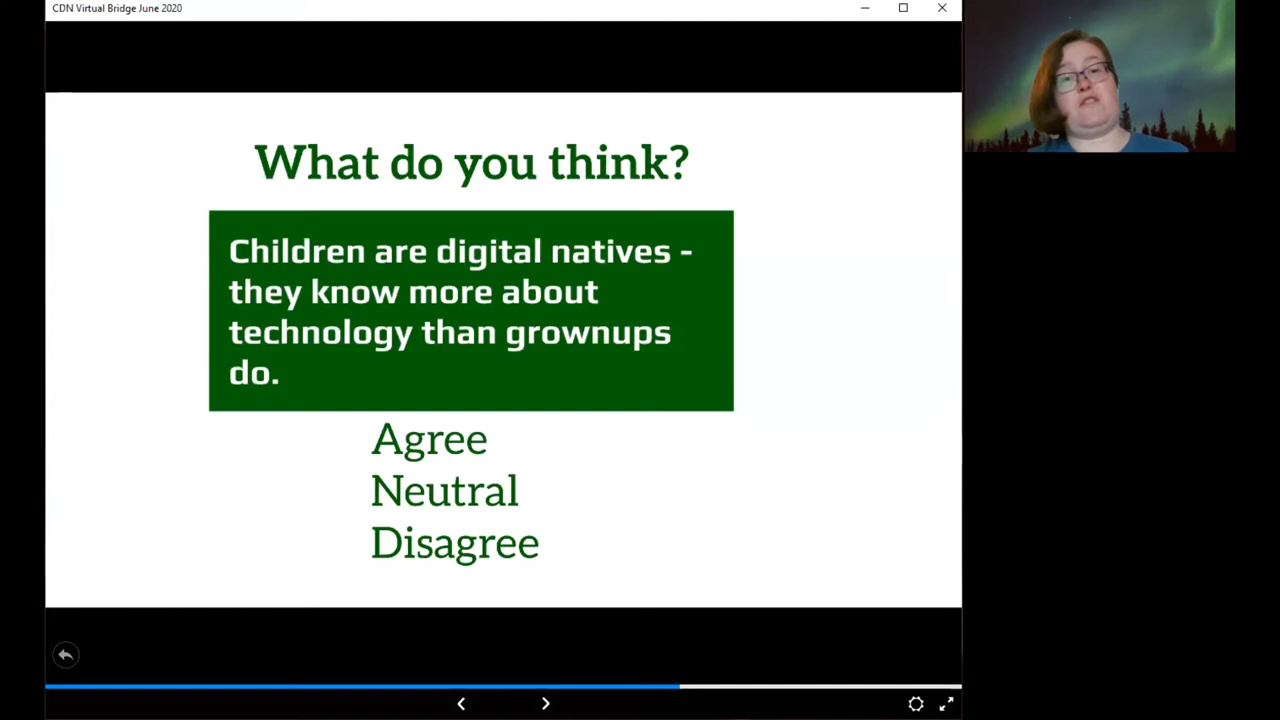 CDN Virtual Bridge June 2020
What do you think?
Children are digital natives -
they know more about
technology than grownups
do.
Agree
Neutral
Disagree